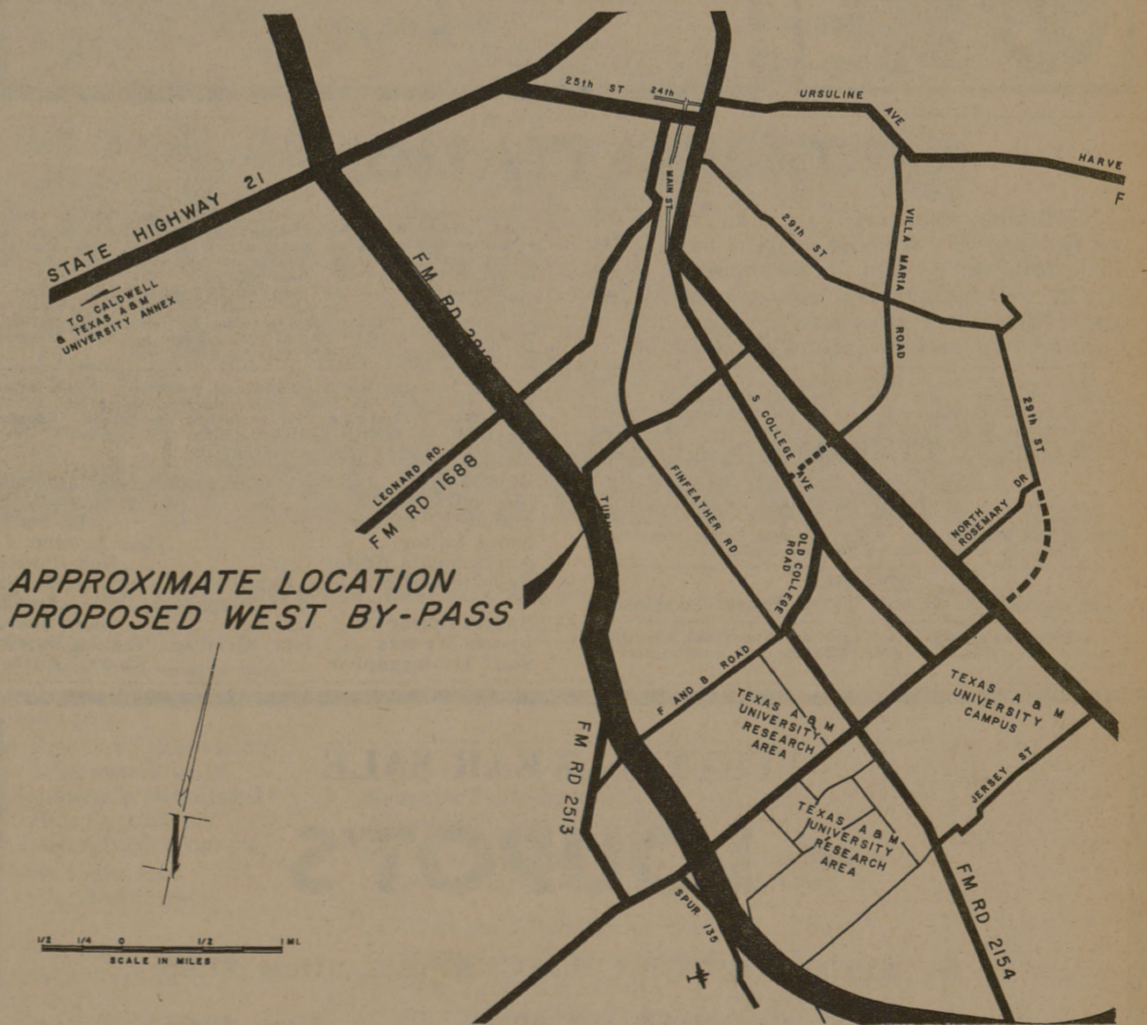 25th ST
24th
URSULINE
AVE
HARVE
F
STATE HIGHWAY 21
MAIN ST
29th ST
VILLA MARIA
ROAD
TO CALDWELL
& TEXAS A & M
UNIVERSITY ANNEX
FM RD
S COLLEGE AVE
29th ST
LEONARD RD.
FM RD 1688
FINFEATHER RD
NORTH
ROSEMARY DR
OLD COLLEGE
ROAD
APPROXIMATE LOCATION
PROPOSED WEST BY-PASS
F AND B ROAD
TEXAS A & M
UNIVERSITY
RESEARCH
AREA
TEXAS A & M
UNIVERSITY
CAMPUS
FM RD 2513
JERSEY ST
TEXAS A & M
UNIVERSITY
RESEARCH
AREA
SPUR 135
FM RD 2154
1/2 1/4 0 1/2 1 MI.
SCALE IN MILES